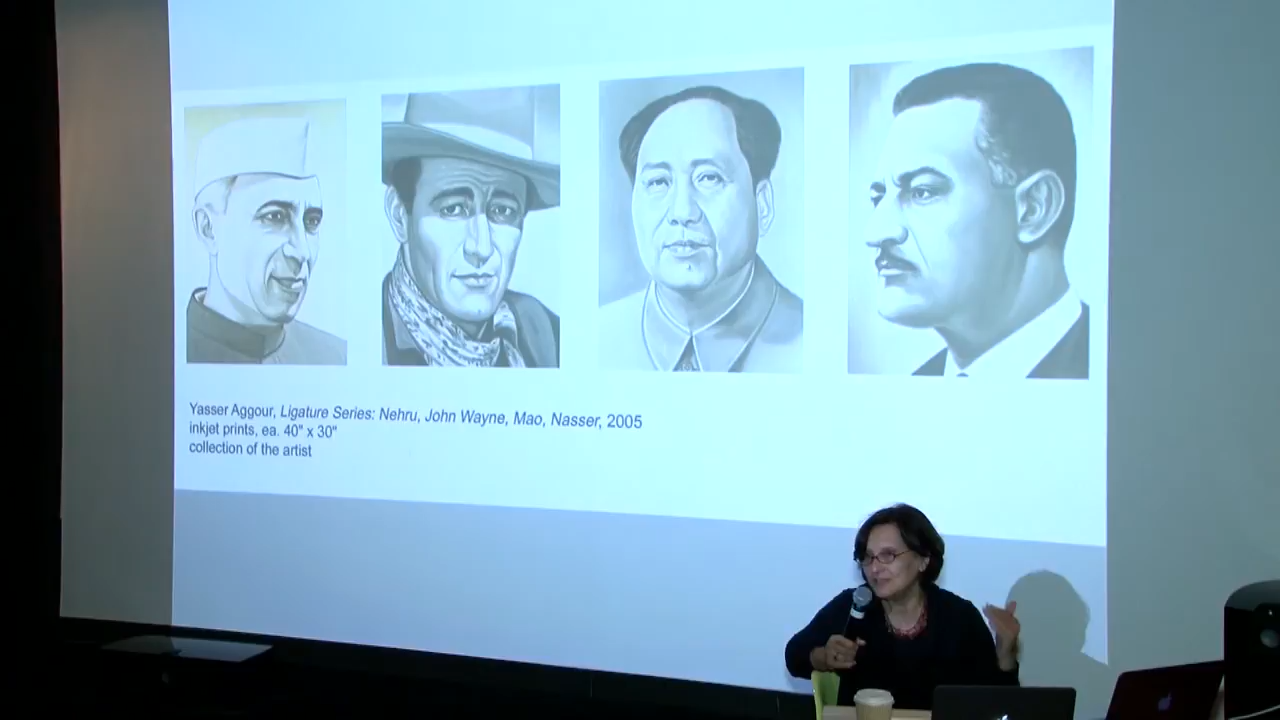 Yasser Aggour, Ligature Series: Nehru, John Wayne, Mao, Nasser, 2005
inkjet prints, ea. 40" x 30"
collection of the artist